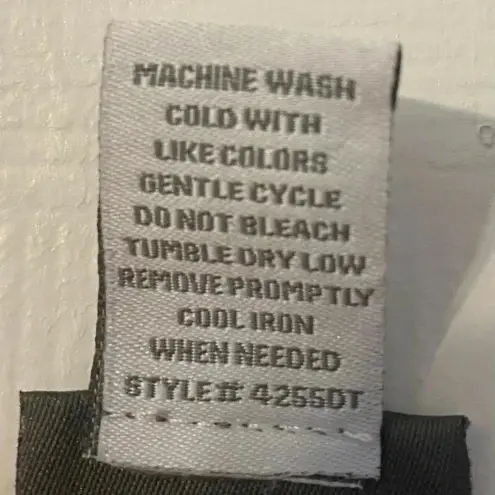 MACHINE WASH
COLD WITH
LIKE COLORS
GENTLE CYCLE
DO NOT BLEACH
TUMBLE DRY LOW
REMOVE PROMPTLY
COOL IRON
WHEN NEEDED
STYLE# 4255DT